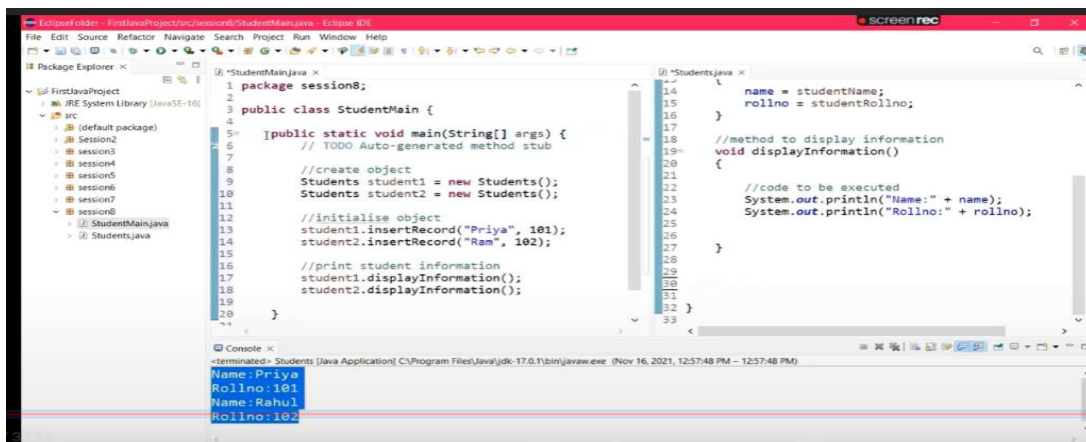 EclipseFolder - FirstJavaProject/src/session8/StudentMain.java - Eclipse IDE
screen rec
File Edit Source Refactor Navigate Search Project Run Window Help
Package Explorer
FirstJavaProject
JRE System Library [JavaSE-16]
src
(default package)
Session2
session3
session4
session5
session6
session7
session8
StudentMain.java
Students.java
*StudentMain.java
1 package session8;
2
3 public class StudentMain {
4
5 public static void main(String[] args) {
6 // TODO Auto-generated method stub
7
8 //create object
9 Students student1 = new Students();
10 Students student2 = new Students();
11
12 //initialise object
13 student1.insertRecord("Priya", 101);
14 student2.insertRecord("Ram", 102);
15
16 //print student information
17 student1.displayInformation();
18 student2.displayInformation();
19
20 }
*Students.java
{
14 name = studentName;
15 rollno = studentRollno;
16 }
17
18 //method to display information
19 void displayInformation()
20 {
21
22 //code to be executed
23 System.out.println("Name:" + name);
24 System.out.println("Rollno:" + rollno);
25
26
27 }
28
29
30
31
32 }
33
Console
<terminated> Students [Java Application] C:\Program Files\Java\jdk-17.0.1\bin\javaw.exe (Nov 16, 2021, 12:57:48 PM – 12:57:48 PM)
Name:Priya
Rollno:101
Name:Rahul
Rollno:102